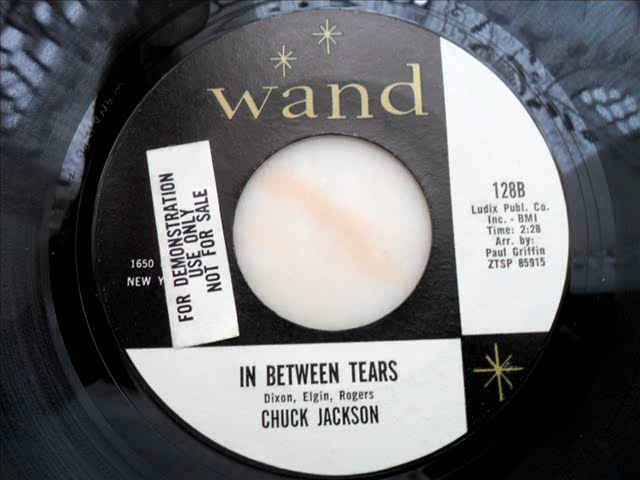 wand
128B
Ludix Publ. Co.
Inc. - BMI
Time: 2:28
Arr. by:
Paul Griffin
ZTSP 85915
FOR DEMONSTRATION
USE ONLY
NOT FOR SALE
1650
NEW Y
IN BETWEEN TEARS
Dixon, Elgin, Rogers
CHUCK JACKSON